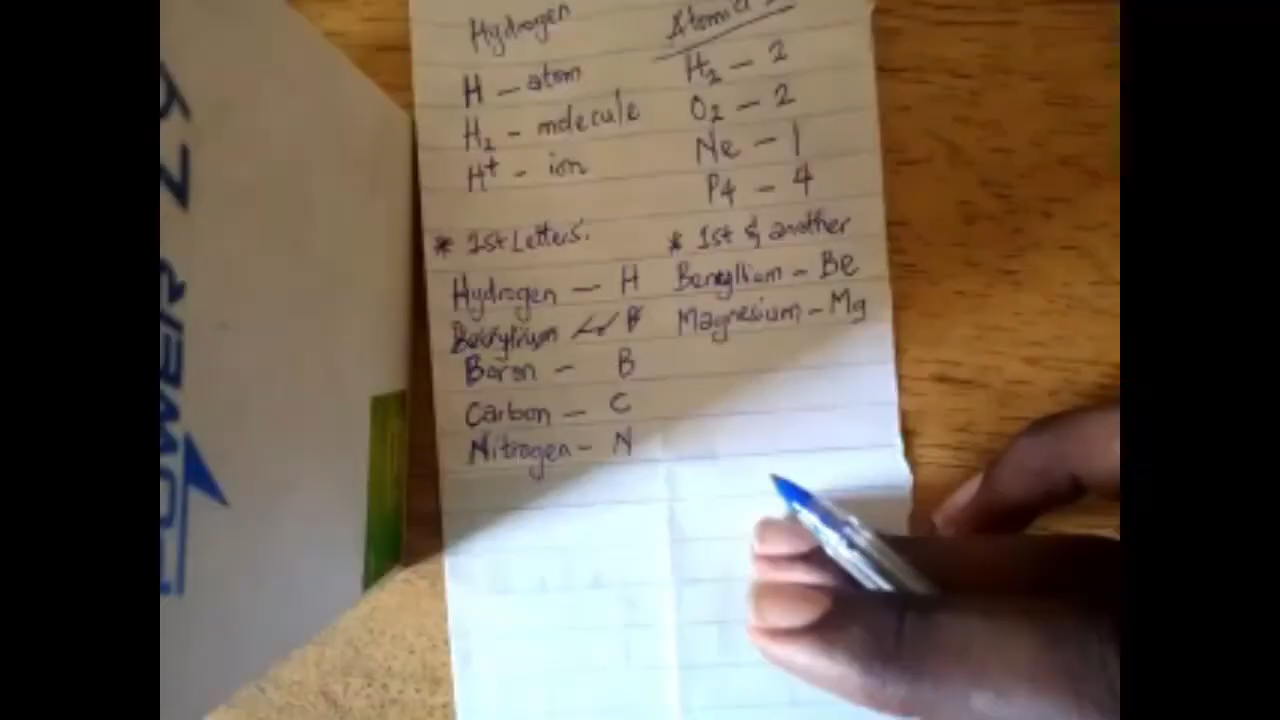 Hydrogen
H - atom
H2 - molecule
H+ - ion
H2 - 2
O2 - 2
Ne - 1
P4 - 4
* 1st Letters:
Hydrogen - H
Boron - B
Carbon - C
Nitrogen - N
* 1st & another
Beryllium - Be
Magnesium - Mg